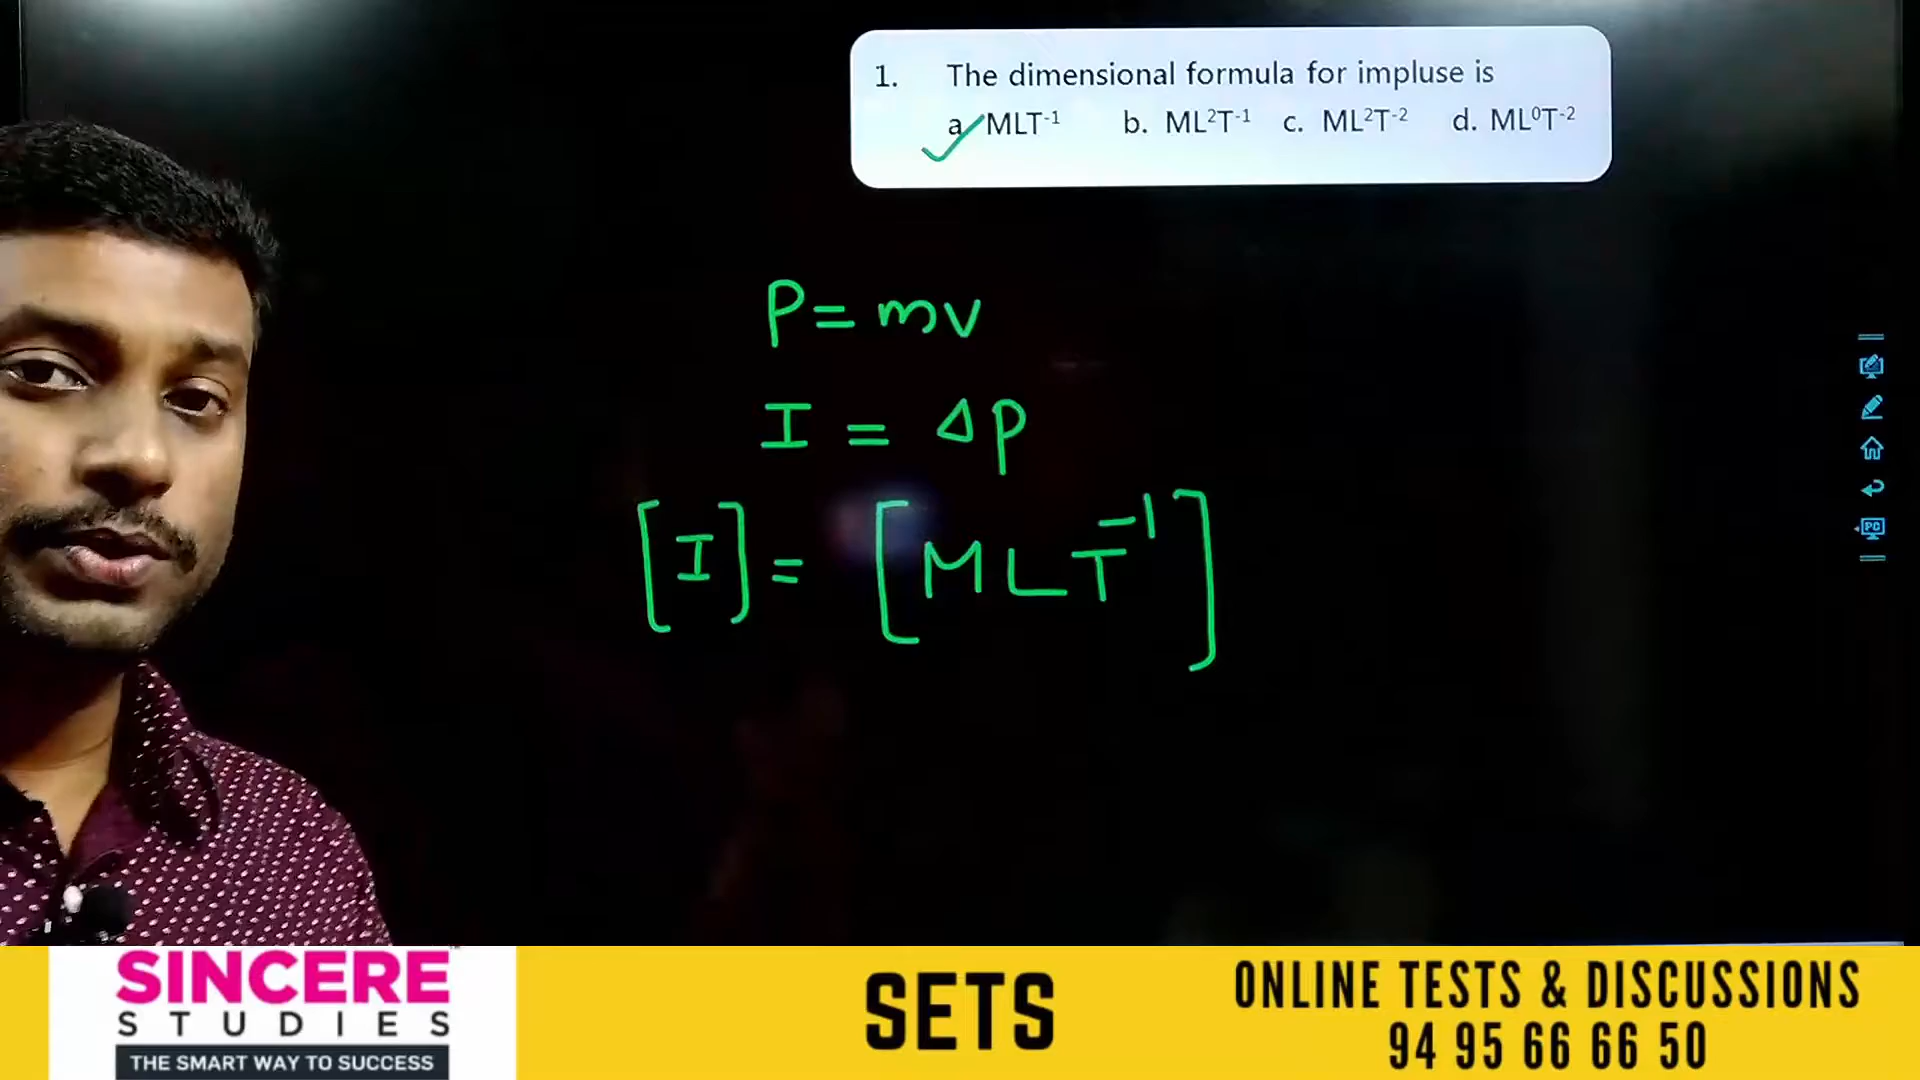 1. The dimensional formula for impluse is
a. MLT⁻¹ b. ML²T⁻¹ c. ML²T⁻² d. ML⁰T⁻²
P = mv
I = Δp
[I] = [MLT⁻¹]
PC
SINCERE
STUDIES
THE SMART WAY TO SUCCESS
SETS
ONLINE TESTS & DISCUSSIONS
94 95 66 66 50